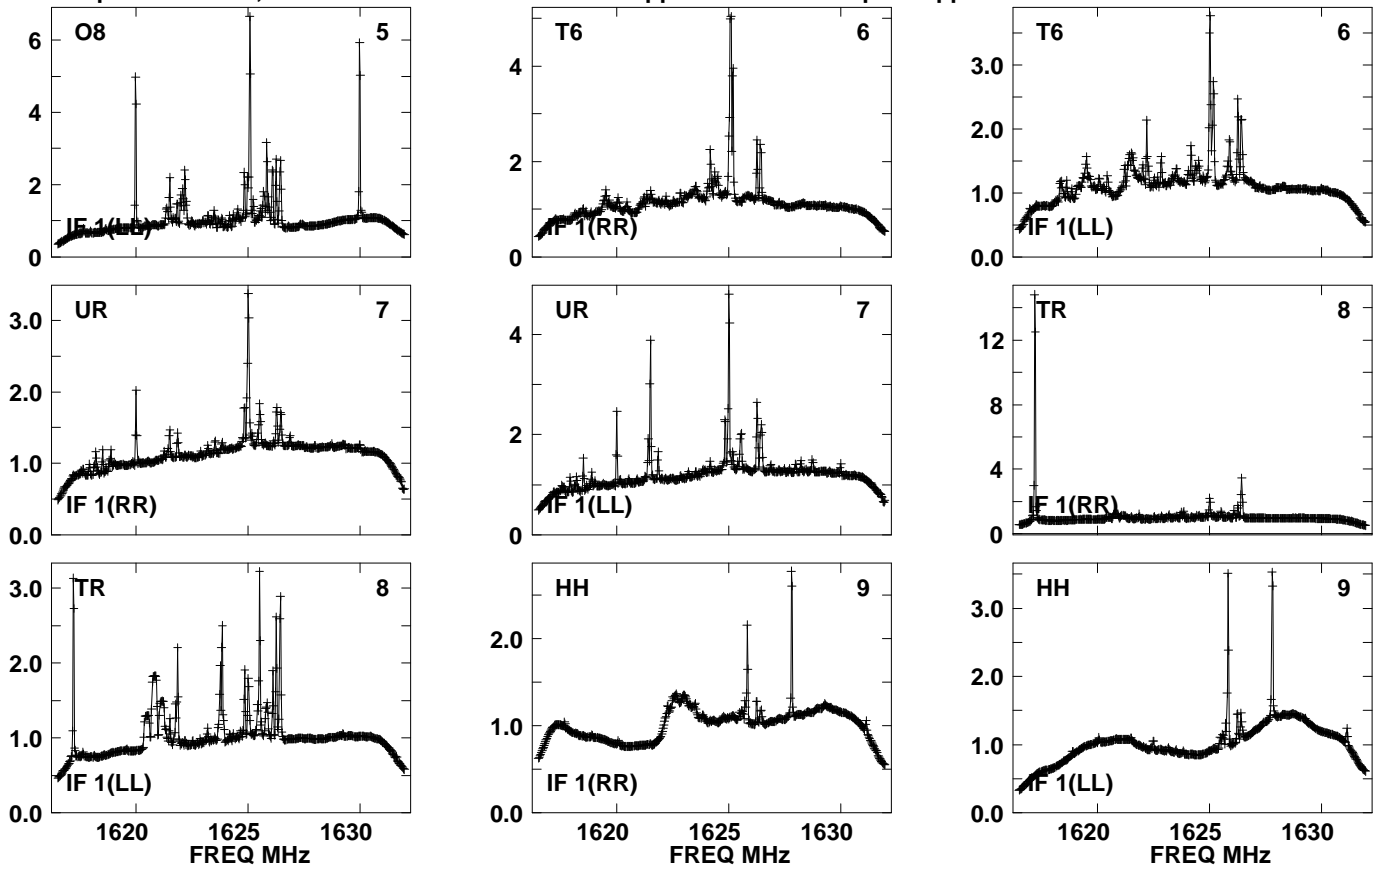 O8 5
6
4
2
0
IF 1(LL)
T6 6
4
2
0
IF 1(RR)
T6 6
3.0
2.0
1.0
0.0
IF 1(LL)
UR 7
3.0
2.0
1.0
0.0
IF 1(RR)
UR 7
4
2
0
IF 1(LL)
TR 8
12
8
4
0
IF 1(RR)
TR 8
3.0
2.0
1.0
0.0
IF 1(LL)
1620 1625 1630
FREQ MHz
HH 9
2.0
1.0
0.0
IF 1(RR)
1620 1625 1630
FREQ MHz
HH 9
3.0
2.0
1.0
0.0
IF 1(LL)
1620 1625 1630
FREQ MHz